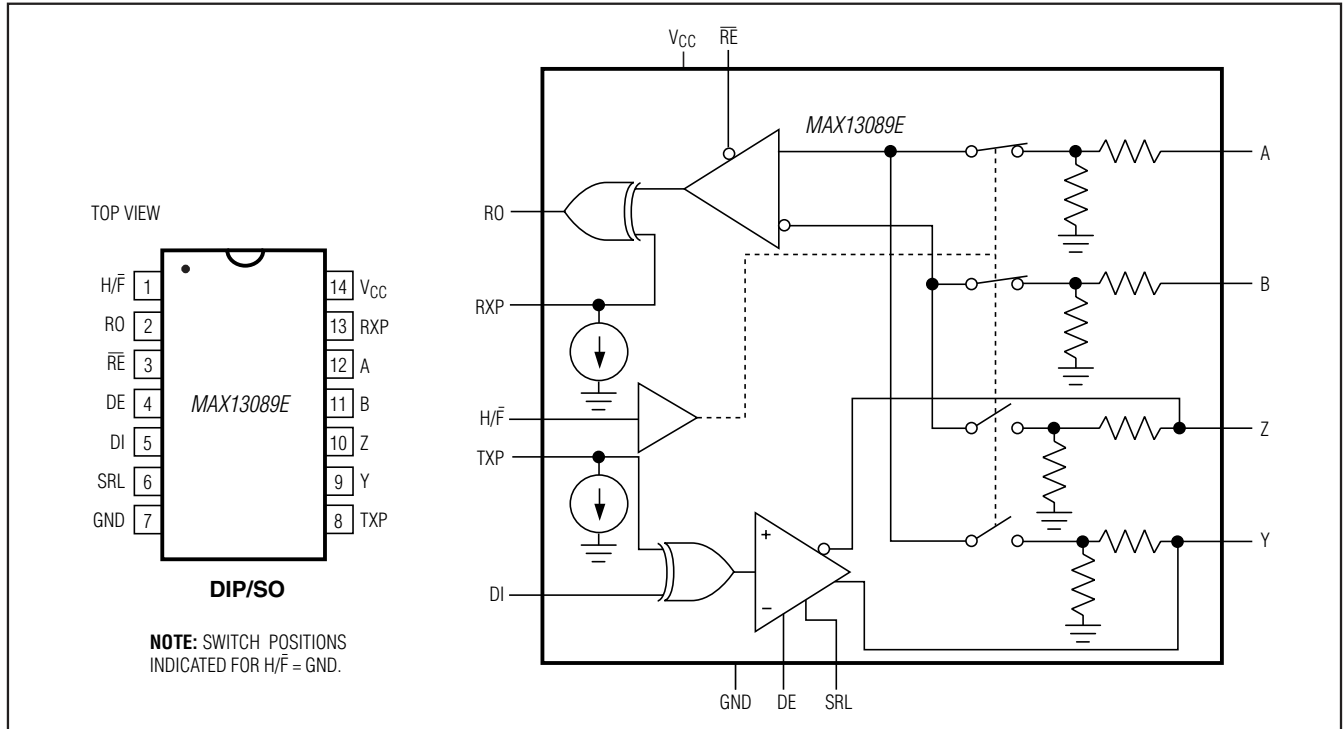 TOP VIEW
H/F̅ 1
RO 2
R̅E̅ 3
DE 4
DI 5
SRL 6
GND 7
MAX13089E
14 VCC
13 RXP
12 A
11 B
10 Z
9 Y
8 TXP
DIP/SO
NOTE: SWITCH POSITIONS
INDICATED FOR H/F̅ = GND.
VCC R̅E̅
MAX13089E
A
RO
B
RXP
H/F̅
Z
TXP
+
Y
DI
−
GND DE SRL